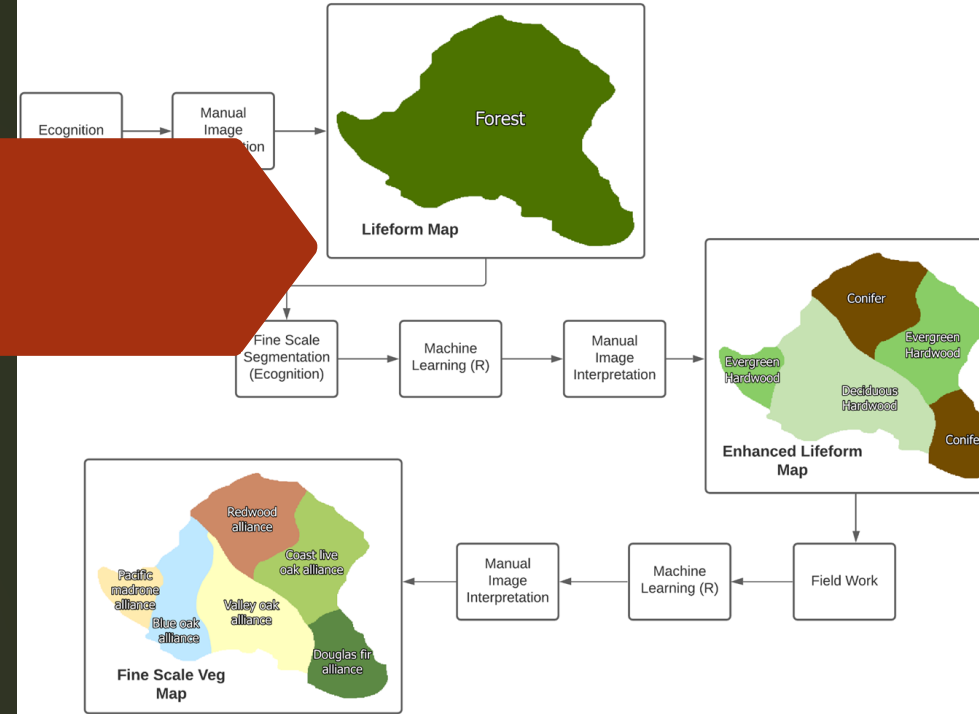 Ecognition
Manual
Image
Forest
Lifeform Map
Fine Scale
Segmentation
(Ecognition)
Machine
Learning (R)
Manual
Image
Interpretation
Conifer
Evergreen
Hardwood
Evergreen
Hardwood
Deciduous
Hardwood
Conife
Enhanced Lifeform
Map
Field Work
Machine
Learning (R)
Manual
Image
Interpretation
Redwood
alliance
Coast live
oak alliance
Pacific
madrone
alliance
Blue oak
alliance
Valley oak
alliance
Douglas fir
alliance
Fine Scale Veg
Map